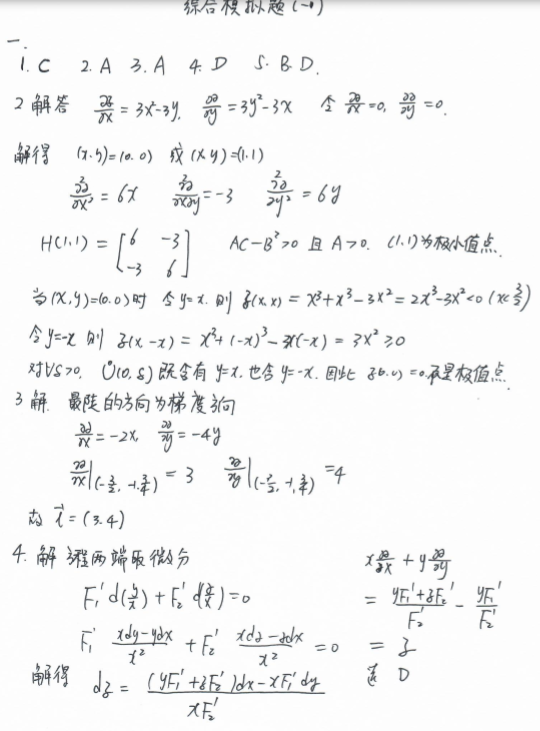 综合模拟题(一)
一.
1. C 2. A 3. A 4. D 5. B. D.
2 解答 ∂z/∂x = 3x²-3y, ∂z/∂y = 3y²-3x 令 ∂z/∂x=0, ∂z/∂y=0.
解得 (x.y)=(0.0) 或 (x.y)=(1.1)
∂²z/∂x² = 6x ∂²z/∂x∂y = -3 ∂²z/∂y² = 6y
H(1,1) = [6 -3
-3 6] AC-B²>0 且 A>0. (1.1)为极小值点.
当(x,y)=(0.0)时 令y=x. 则 z(x,x) = x³+x³-3x² = 2x³-3x²<0 (x<3/2)
令y=-x 则 z(x,-x) = x³+(-x)³-3x(-x) = 3x²≥0
对∀δ>0, Ů(0,δ)既含有 y=x. 也含 y=-x. 因此 z(0,0)=0不是极值点.
3 解. 最陡的方向为梯度方向
∂z/∂x = -2x, ∂z/∂y = -4y
∂z/∂x|(-3/2, -1, 3/4) = 3 ∂z/∂y|(-3/2, -1, 3/4) = 4
故 l⃗ = (3.4)
4. 解 方程两端取微分
F₁′ d(y/x) + F₂′ d(z/x) = 0
F₁′ (xdy-ydx)/x² + F₂′ (xdz-zdx)/x² = 0
解得 dz = ((yF₁′+zF₂′)dx-xF₁′dy)/(xF₂′)
x ∂z/∂x + y ∂z/∂y
= (yF₁′+zF₂′)/F₂′ - yF₁′/F₂′
= z
选 D